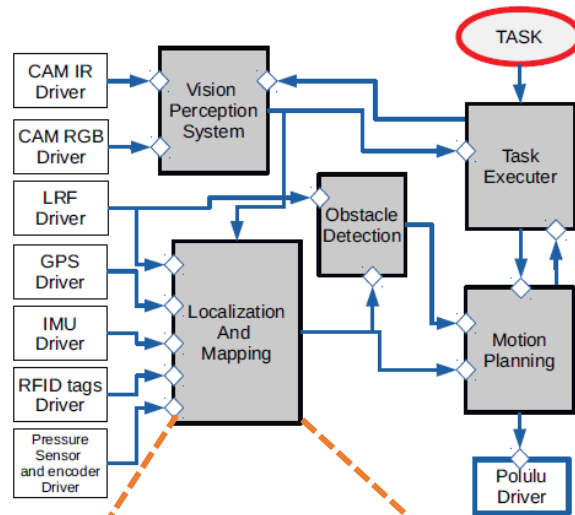 TASK
CAM IR
Driver
Vision
Perception
System
CAM RGB
Driver
Task
Executer
LRF
Driver
Obstacle
Detection
GPS
Driver
Localization
And
Mapping
IMU
Driver
Motion
Planning
RFID tags
Driver
Pressure
Sensor
and encoder
Driver
Polulu
Driver